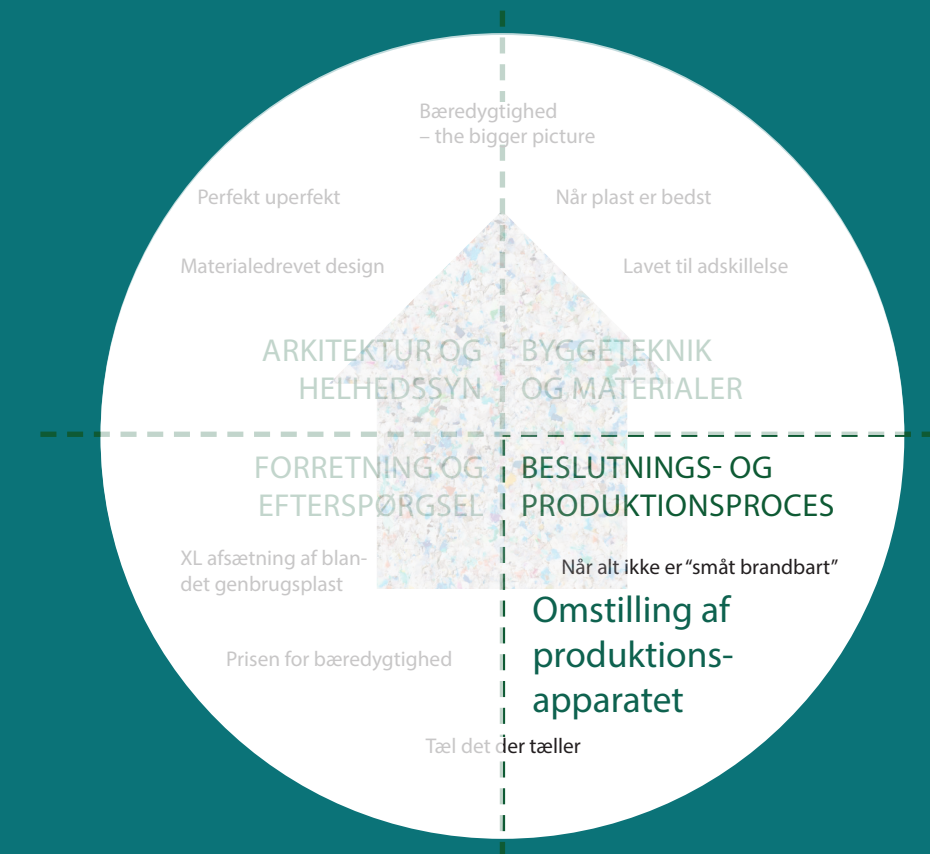 Bæredygtighed
– the bigger picture
Perfekt uperfekt
Når plast er bedst
Materialedrevet design
Lavet til adskillelse
ARKITEKTUR OG
HELHEDSSYN
BYGGETEKNIK
OG MATERIALER
FORRETNING OG
EFTERSPØRGSEL
BESLUTNINGS- OG
PRODUKTIONSPROCES
XL afsætning af blan-
det genbrugsplast
Når alt ikke er “småt brandbart”
Omstilling af
produktions-
apparatet
Prisen for bæredygtighed
Tæl det der tæller